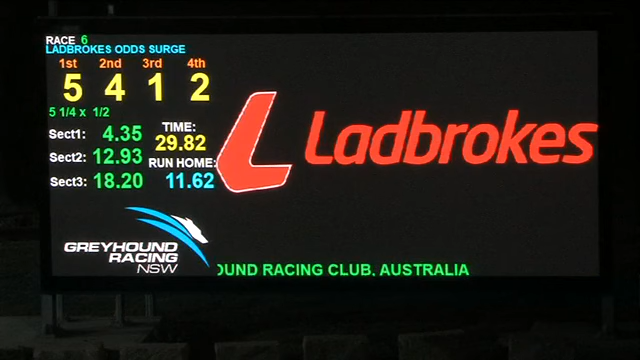 RACE 6
LADBROKES ODDS SURGE
1st 2nd 3rd 4th
5 4 1 2
5 1/4 x 1/2
Sect1: 4.35
Sect2: 12.93
Sect3: 18.20
TIME:
29.82
RUN HOME:
11.62
Ladbrokes
GREYHOUND
RACING
NSW
OUND RACING CLUB, AUSTRALIA